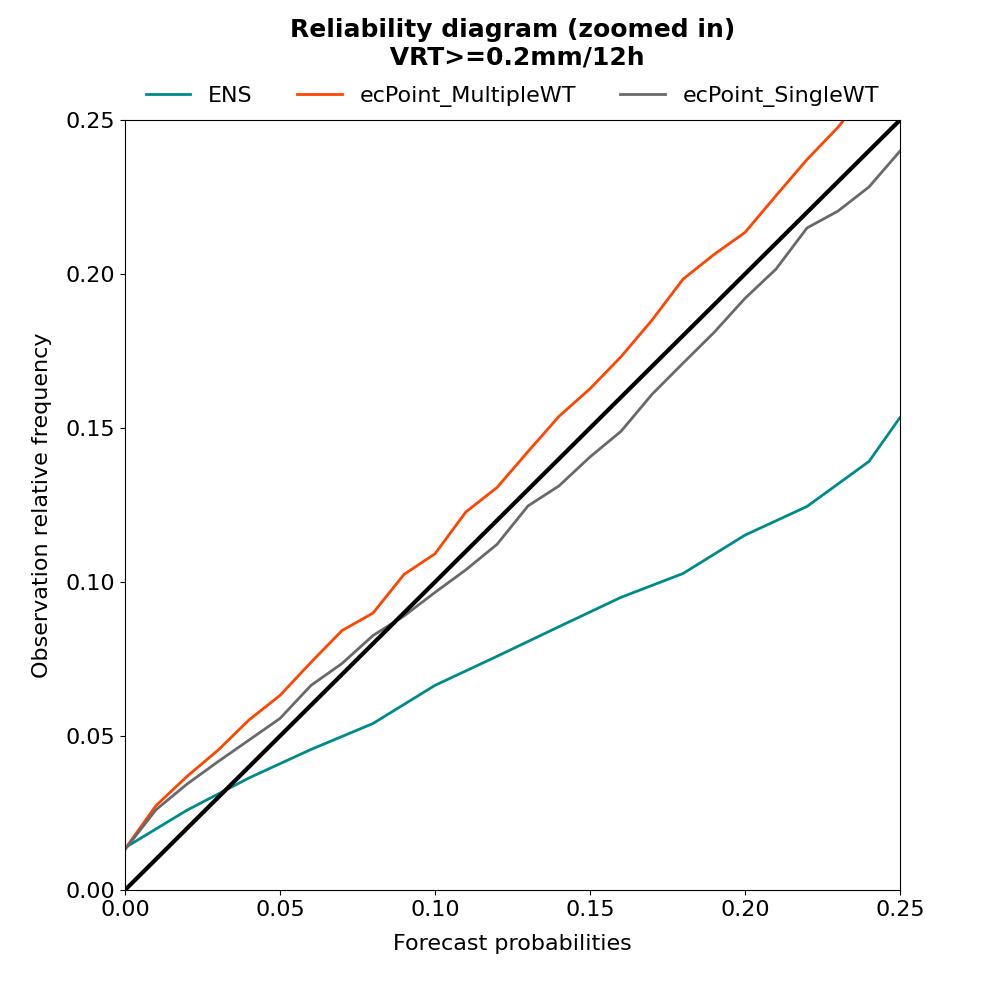 Reliability diagram (zoomed in)
VRT>=0.2mm/12h
ENS ecPoint_MultipleWT ecPoint_SingleWT
0.25
0.20
0.15
0.10
0.05
0.00
Observation relative frequency
0.00 0.05 0.10 0.15 0.20 0.25
Forecast probabilities